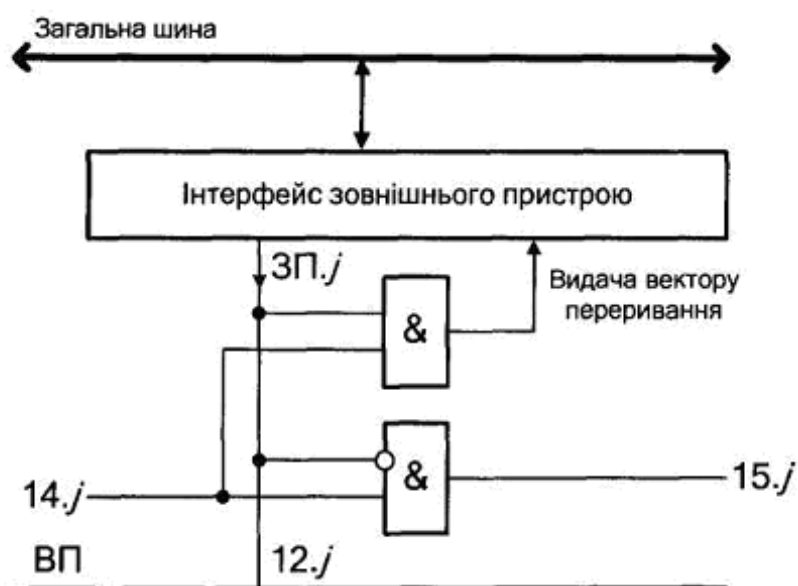 Загальна шина
Інтерфейс зовнішнього пристрою
ЗП.j
Видача вектору
переривання
&
&
14.j
15.j
ВП
12.j